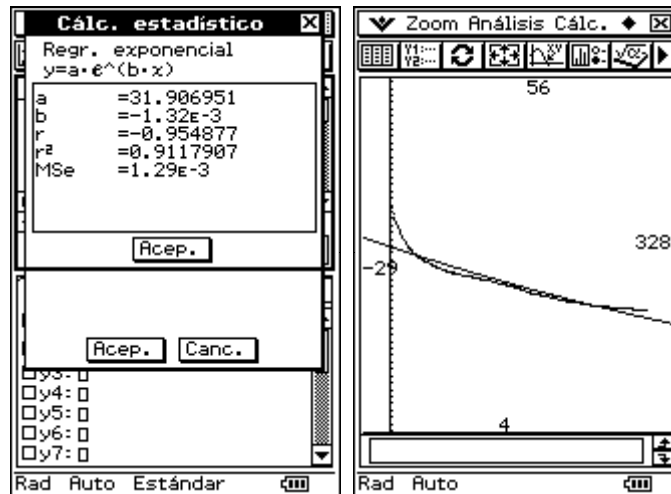 Cálc. estadístico
Regr. exponencial
y=a·e^(b·x)
a =31.906951
b =-1.32E-3
r =-0.954877
r² =0.9117907
MSe =1.29E-3
Acep.
Acep. Canc.
y3:
y4:
y5:
y6:
y7:
Rad Auto Estándar
Zoom Análisis Cálc.
56
328
-29
4
Rad Auto